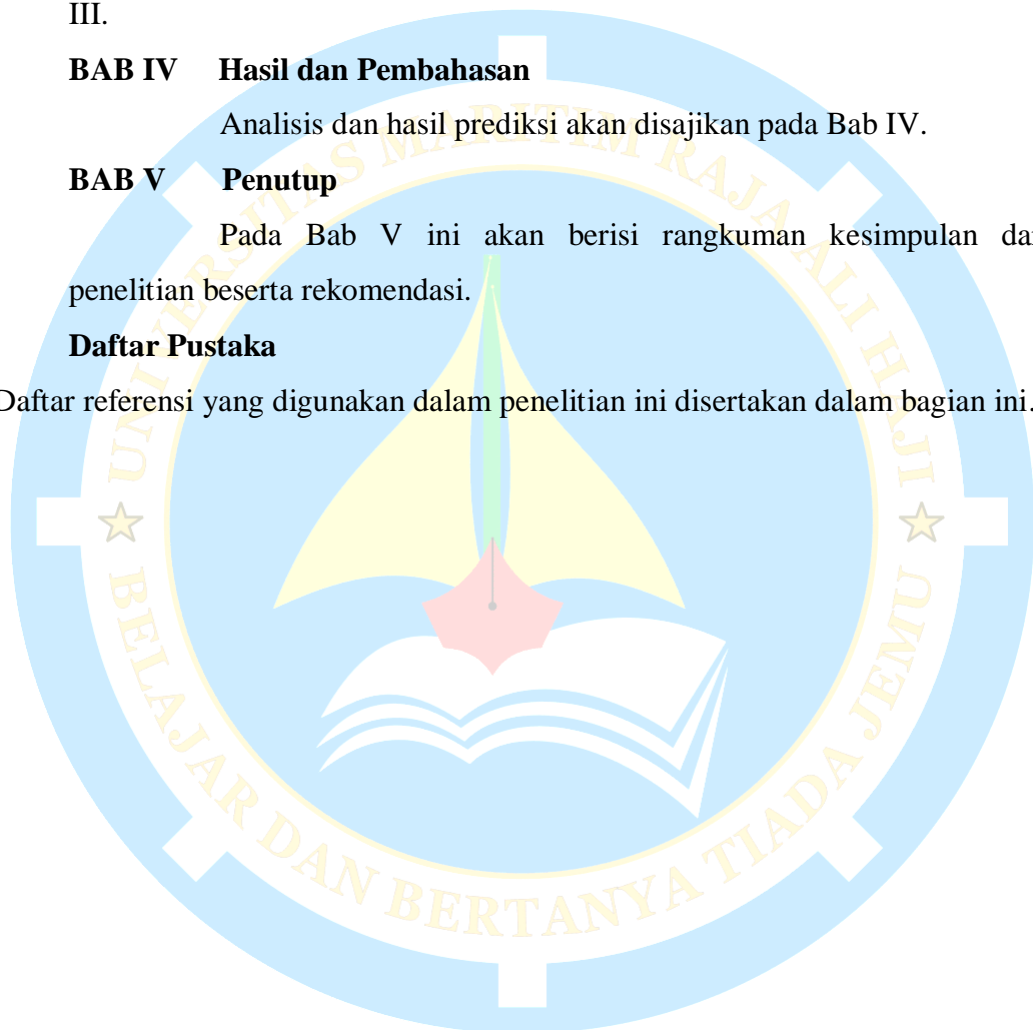 III.
BAB IV Hasil dan Pembahasan
Analisis dan hasil prediksi akan disajikan pada Bab IV.
BAB V Penutup
Pada Bab V ini akan berisi rangkuman kesimpulan dar
penelitian beserta rekomendasi.
Daftar Pustaka
Daftar referensi yang digunakan dalam penelitian ini disertakan dalam bagian ini.
UNIVERSITAS MARITIM RAJA ALI HAJI
BELAJAR DAN BERTANYA TIADA JEMU